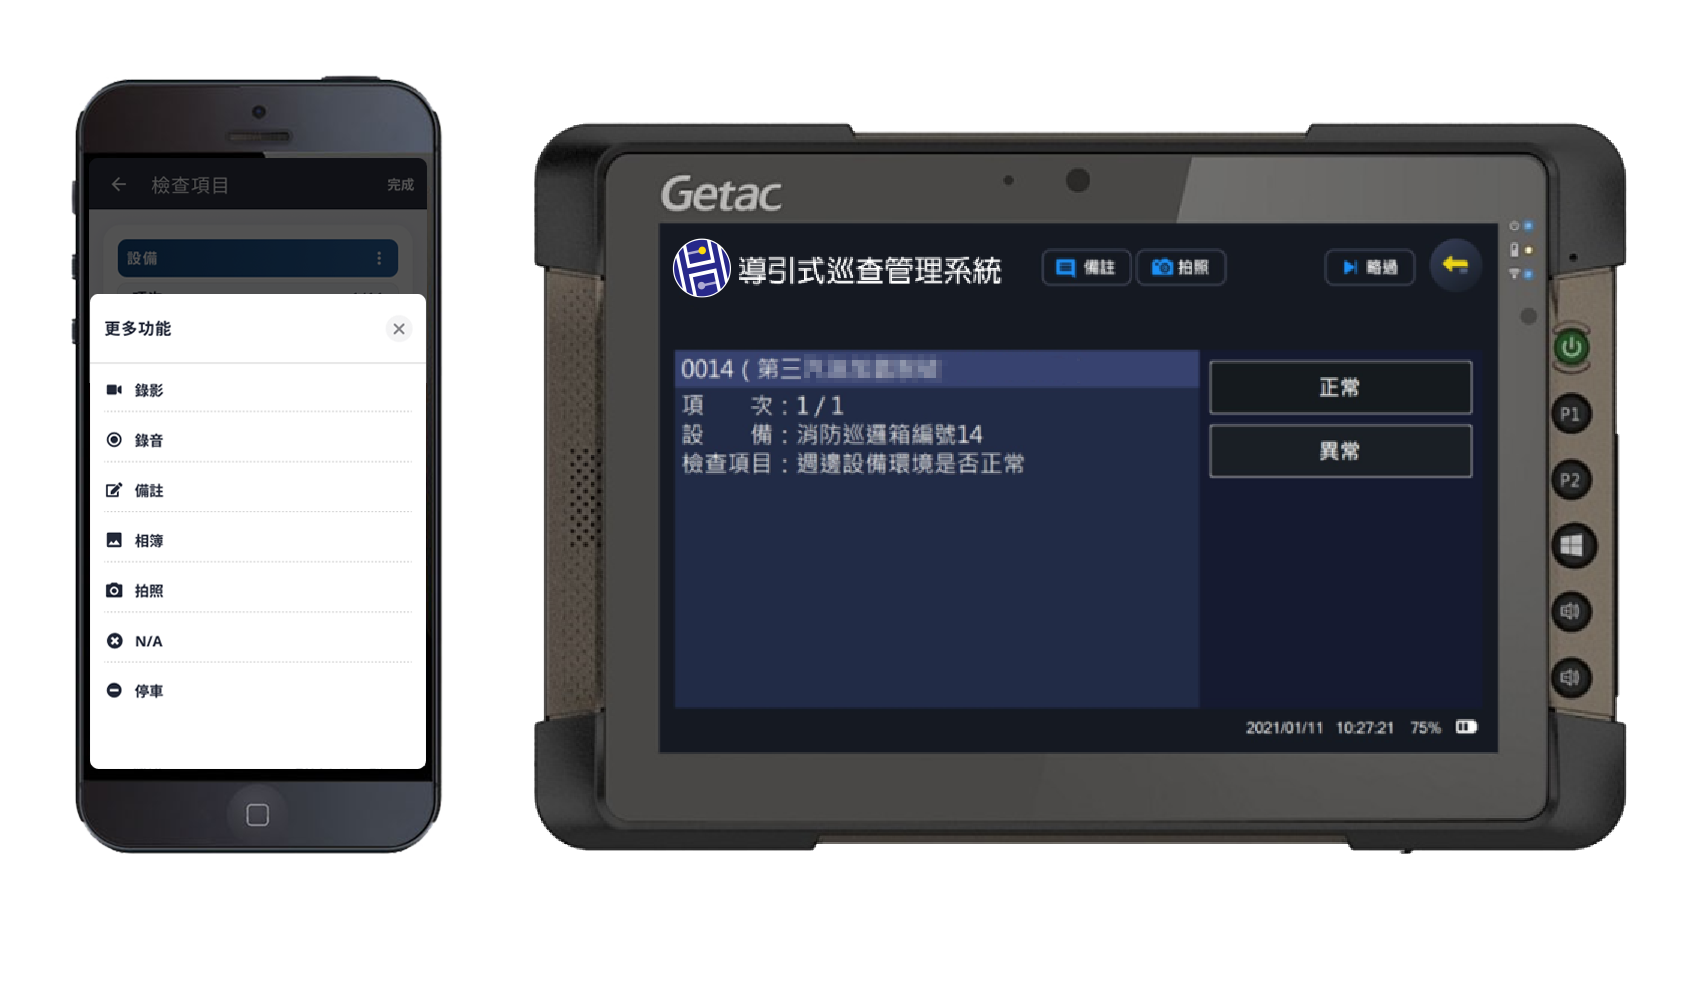 檢查項目
完成
設備
更多功能
錄影
錄音
備註
相簿
拍照
N/A
停車
Getac
導引式巡查管理系統
備註
拍照
略過
0014 ( 第三
項 次 : 1 / 1
設 備 : 消防巡邏箱編號14
檢查項目 : 週邊設備環境是否正常
正常
異常
2021/01/11 10:27:21 75%
P1
P2